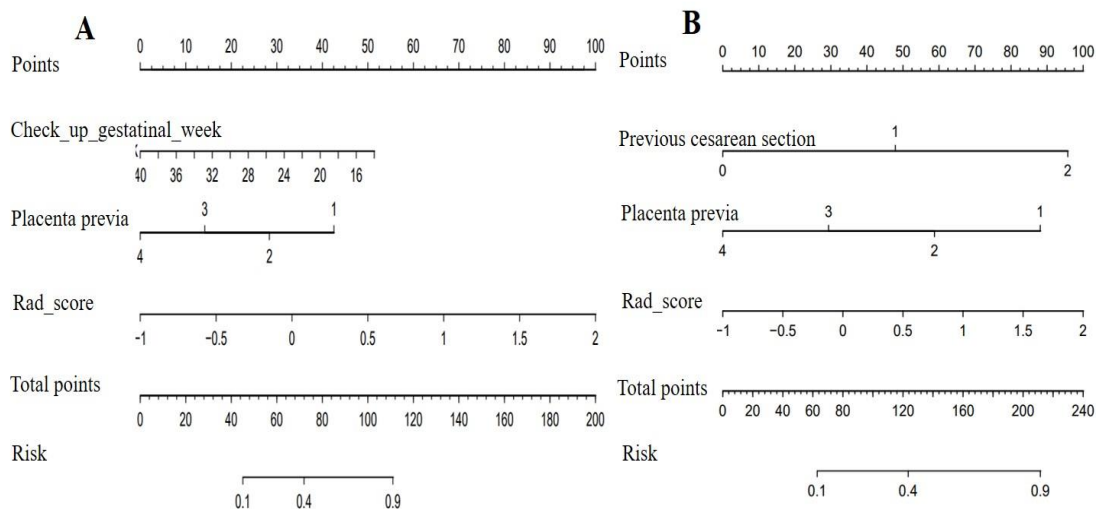 A
0 10 20 30 40 50 60 70 80 90 100
Points
Check_up_gestatinal_week
40 36 32 28 24 20 16
3 1
Placenta previa
4 2
Rad_score
−1 −0.5 0 0.5 1 1.5 2
Total points
0 20 40 60 80 100 120 140 160 180 200
Risk
0.1 0.4 0.9
B
0 10 20 30 40 50 60 70 80 90 100
Points
1
Previous cesarean section
0 2
Placenta previa
3 1
4 2
Rad_score
−1 −0.5 0 0.5 1 1.5 2
Total points
0 20 40 60 80 120 160 200 240
Risk
0.1 0.4 0.9